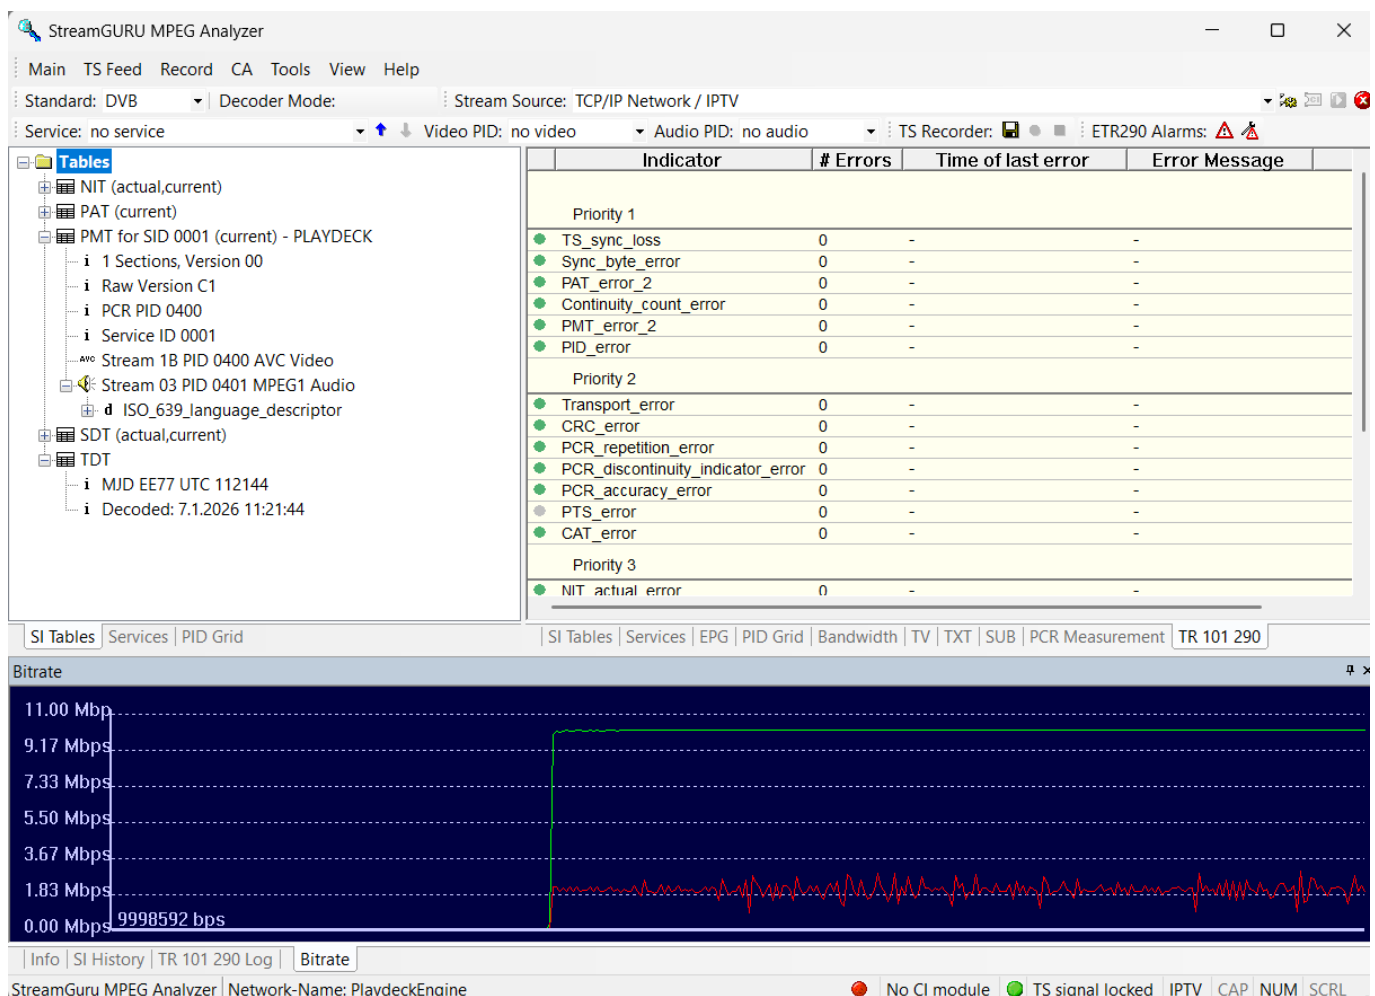 StreamGURU MPEG Analyzer
Main TS Feed Record CA Tools View Help
Standard: DVB Decoder Mode: Stream Source: TCP/IP Network / IPTV
Service: no service Video PID: no video Audio PID: no audio TS Recorder: ETR290 Alarms:
Tables
NIT (actual,current)
PAT (current)
PMT for SID 0001 (current) - PLAYDECK
i 1 Sections, Version 00
i Raw Version C1
i PCR PID 0400
i Service ID 0001
AVC Stream 1B PID 0400 AVC Video
Stream 03 PID 0401 MPEG1 Audio
d ISO_639_language_descriptor
SDT (actual,current)
TDT
i MJD EE77 UTC 112144
i Decoded: 7.1.2026 11:21:44
SI Tables Services PID Grid
Indicator # Errors Time of last error Error Message
Priority 1
TS_sync_loss 0 - -
Sync_byte_error 0 - -
PAT_error_2 0 - -
Continuity_count_error 0 - -
PMT_error_2 0 - -
PID_error 0 - -
Priority 2
Transport_error 0 - -
CRC_error 0 - -
PCR_repetition_error 0 - -
PCR_discontinuity_indicator_error 0 - -
PCR_accuracy_error 0 - -
PTS_error 0 - -
CAT_error 0 - -
Priority 3
NIT_actual_error 0 - -
SI Tables Services EPG PID Grid Bandwidth TV TXT SUB PCR Measurement TR 101 290
Bitrate
11.00 Mbp
9.17 Mbps
7.33 Mbps
5.50 Mbps
3.67 Mbps
1.83 Mbps
0.00 Mbps 9998592 bps
Info SI History TR 101 290 Log Bitrate
StreamGuru MPEG Analyzer Network-Name: PlaydeckEngine No CI module TS signal locked IPTV CAP NUM SCRL